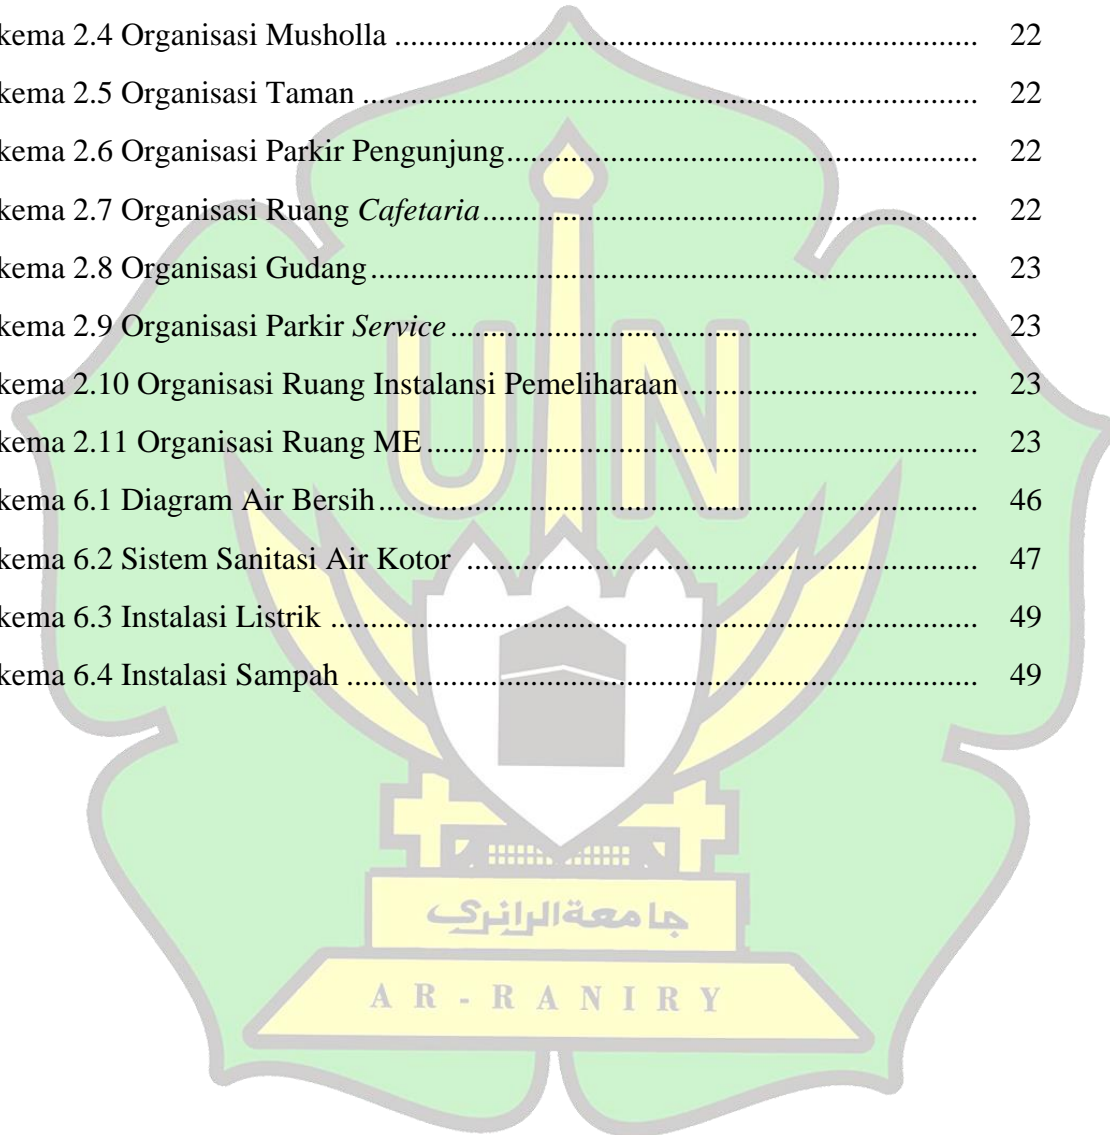 kema 2.4 Organisasi Musholla ........................................................................ 22
kema 2.5 Organisasi Taman ............................................................................ 22
kema 2.6 Organisasi Parkir Pengunjung.......................................................... 22
kema 2.7 Organisasi Ruang Cafetaria............................................................. 22
kema 2.8 Organisasi Gudang........................................................................... 23
kema 2.9 Organisasi Parkir Service................................................................. 23
kema 2.10 Organisasi Ruang Instalansi Pemeliharaan.................................... 23
kema 2.11 Organisasi Ruang ME.................................................................... 23
kema 6.1 Diagram Air Bersih.......................................................................... 46
kema 6.2 Sistem Sanitasi Air Kotor ............................................................... 47
kema 6.3 Instalasi Listrik ................................................................................ 49
kema 6.4 Instalasi Sampah .............................................................................. 49
UIN
جامعة الرانري
AR-RANIRY